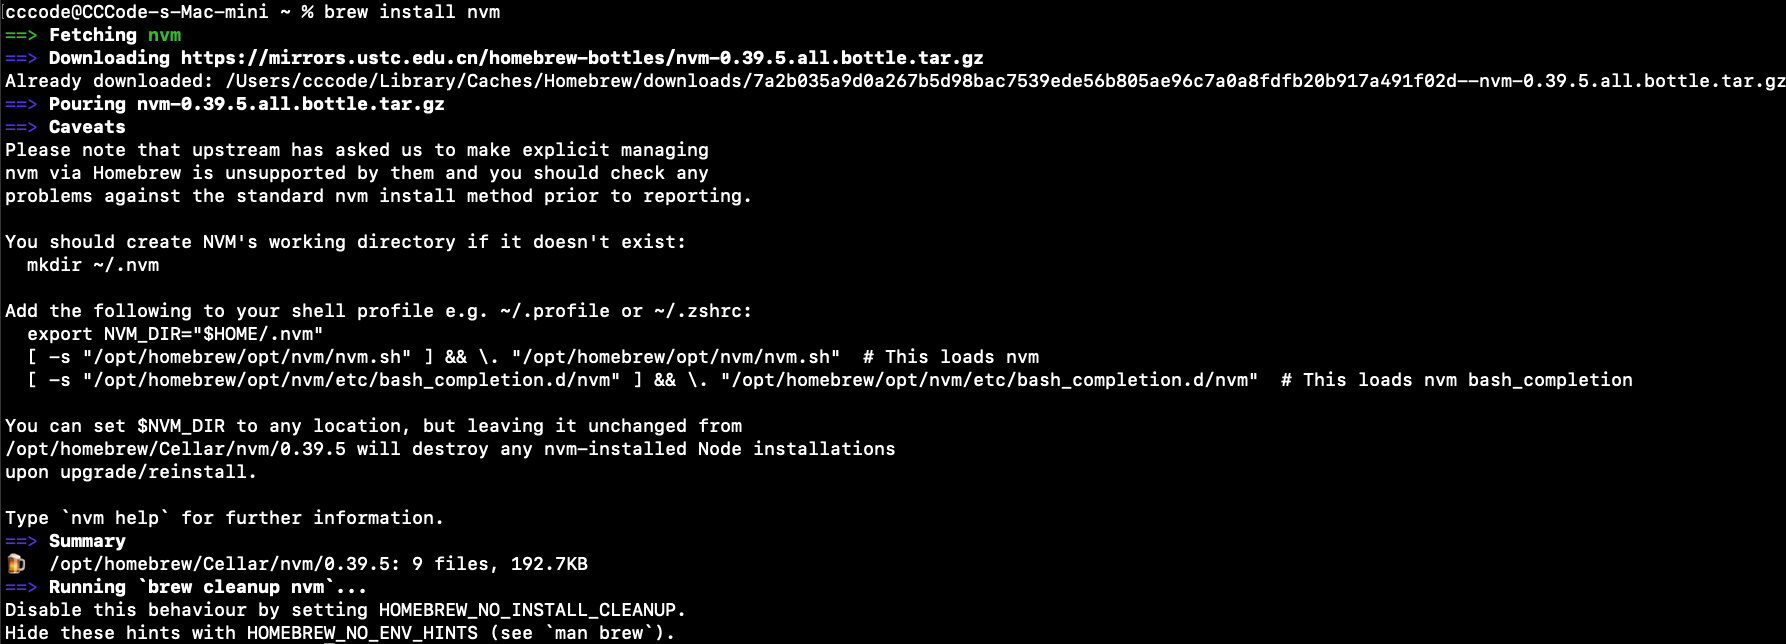 cccode@CCCode-s-Mac-mini ~ % brew install nvm
==> Fetching nvm
==> Downloading https://mirrors.ustc.edu.cn/homebrew-bottles/nvm-0.39.5.all.bottle.tar.gz
Already downloaded: /Users/cccode/Library/Caches/Homebrew/downloads/7a2b035a9d0a267b5d98bac7539ede56b805ae96c7a0a8fdfb20b917a491f02d--nvm-0.39.5.all.bottle.tar.gz
==> Pouring nvm-0.39.5.all.bottle.tar.gz
==> Caveats
Please note that upstream has asked us to make explicit managing
nvm via Homebrew is unsupported by them and you should check any
problems against the standard nvm install method prior to reporting.

You should create NVM's working directory if it doesn't exist:
  mkdir ~/.nvm

Add the following to your shell profile e.g. ~/.profile or ~/.zshrc:
  export NVM_DIR="$HOME/.nvm"
  [ -s "/opt/homebrew/opt/nvm/nvm.sh" ] && \. "/opt/homebrew/opt/nvm/nvm.sh"  # This loads nvm
  [ -s "/opt/homebrew/opt/nvm/etc/bash_completion.d/nvm" ] && \. "/opt/homebrew/opt/nvm/etc/bash_completion.d/nvm"  # This loads nvm bash_completion

You can set $NVM_DIR to any location, but leaving it unchanged from
/opt/homebrew/Cellar/nvm/0.39.5 will destroy any nvm-installed Node installations
upon upgrade/reinstall.

Type `nvm help` for further information.
==> Summary
🍺  /opt/homebrew/Cellar/nvm/0.39.5: 9 files, 192.7KB
==> Running `brew cleanup nvm`...
Disable this behaviour by setting HOMEBREW_NO_INSTALL_CLEANUP.
Hide these hints with HOMEBREW_NO_ENV_HINTS (see `man brew`).